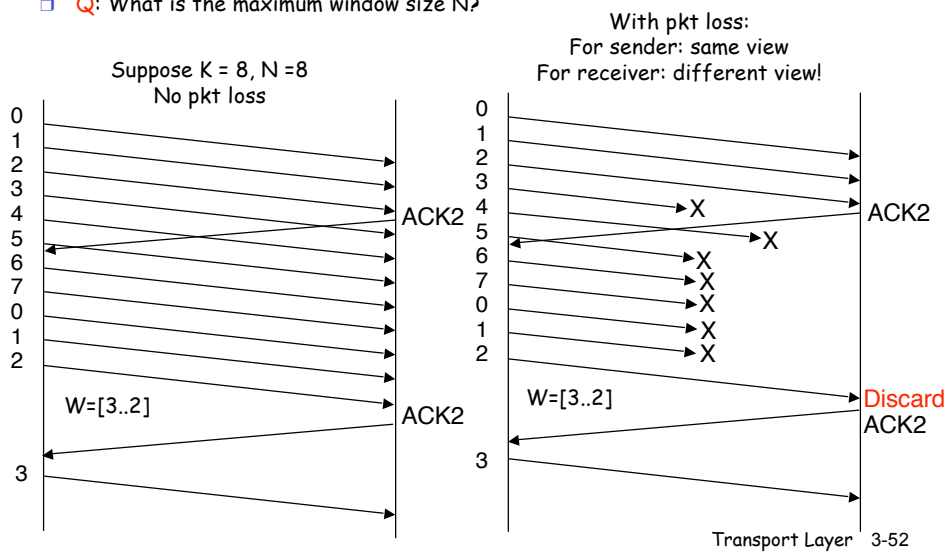 Q: What is the maximum window size N?
Suppose K = 8, N =8
No pkt loss
0
1
2
3
4
5
6
7
0
1
2
3
ACK2
W=[3..2]
ACK2
With pkt loss:
For sender: same view
For receiver: different view!
0
1
2
3
4
5
6
7
0
1
2
3
X
X
X
X
X
X
X
ACK2
W=[3..2]
Discard
ACK2
Transport Layer 3-52